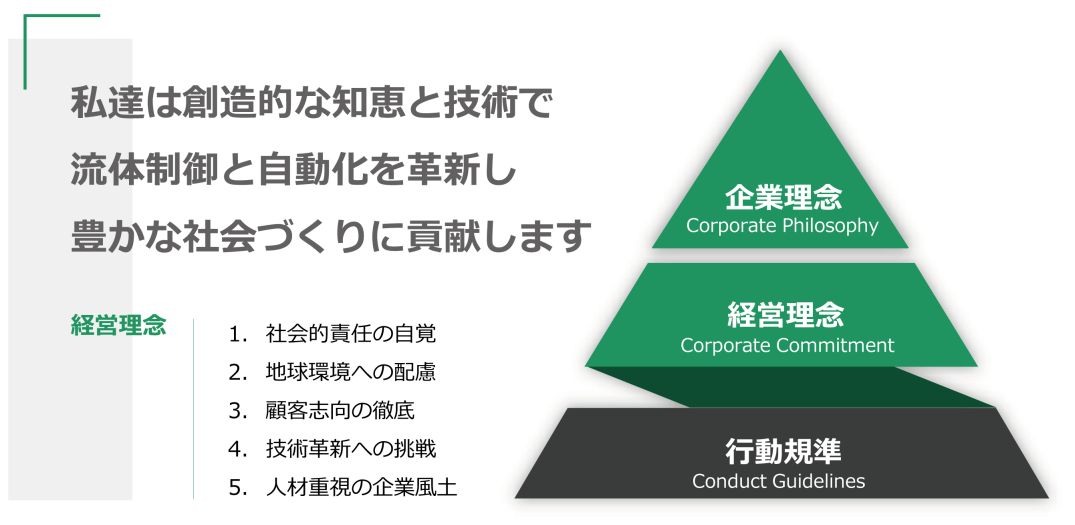 私達は創造的な知恵と技術で
流体制御と自動化を革新し
豊かな社会づくりに貢献します
経営理念
1. 社会的責任の自覚
2. 地球環境への配慮
3. 顧客志向の徹底
4. 技術革新への挑戦
5. 人材重視の企業風土
企業理念
Corporate Philosophy
経営理念
Corporate Commitment
行動規準
Conduct Guidelines